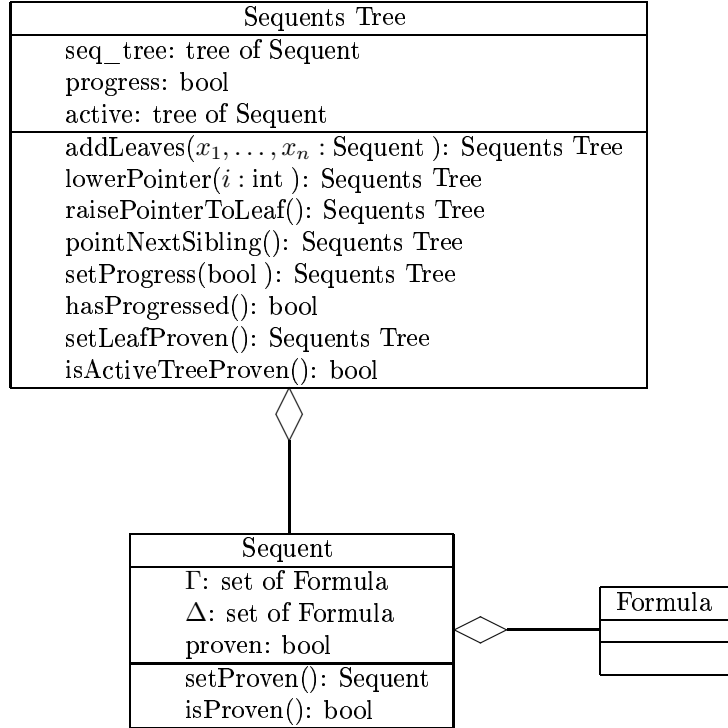 Sequents Tree
seq_tree: tree of Sequent
progress: bool
active: tree of Sequent
addLeaves(x₁, . . . , xₙ : Sequent ): Sequents Tree
lowerPointer(i : int ): Sequents Tree
raisePointerToLeaf(): Sequents Tree
pointNextSibling(): Sequents Tree
setProgress(bool ): Sequents Tree
hasProgressed(): bool
setLeafProven(): Sequents Tree
isActiveTreeProven(): bool
Sequent
Γ: set of Formula
Δ: set of Formula
proven: bool
setProven(): Sequent
isProven(): bool
Formula